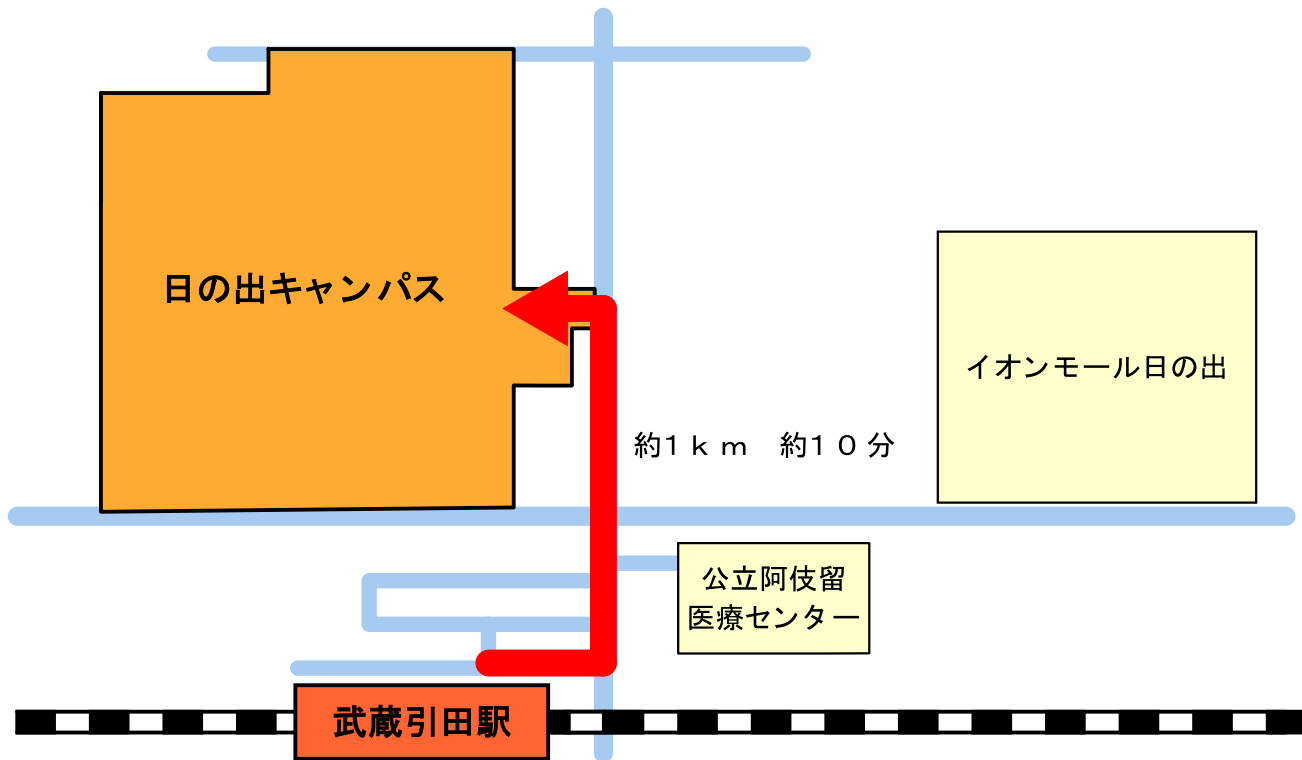 日の出キャンパス
イオンモール日の出
約１ｋｍ　約１０分
公立阿伎留
医療センター
武蔵引田駅